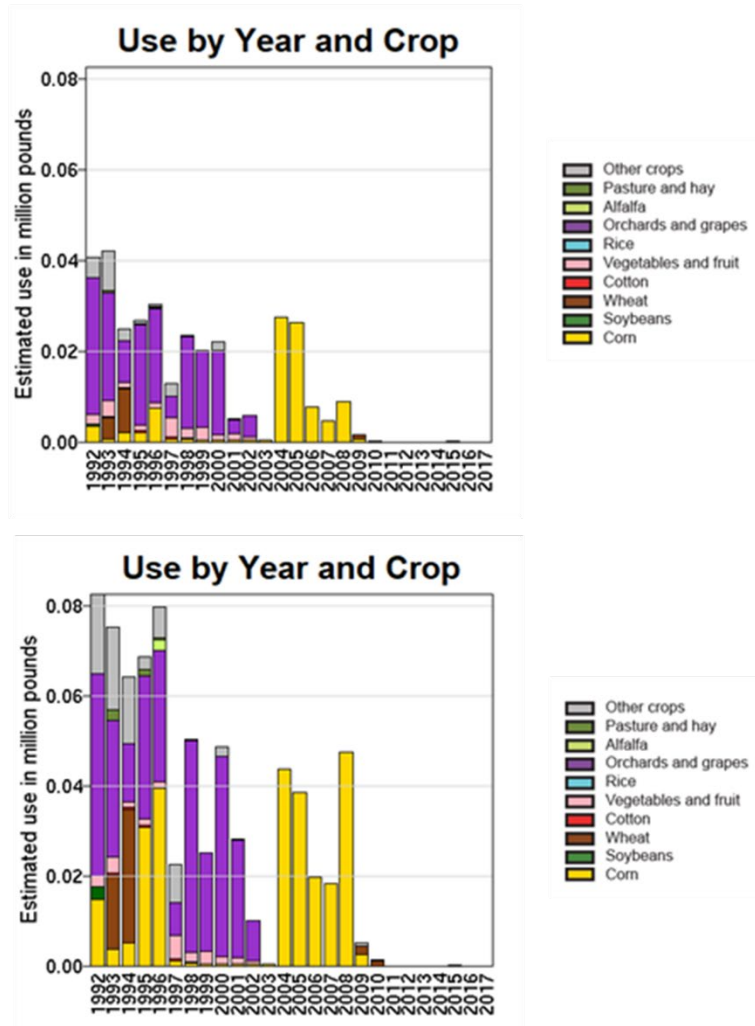 Use by Year and Crop
Estimated use in million pounds
0.08
0.06
0.04
0.02
0.00
1992
1993
1994
1995
1996
1997
1998
1999
2000
2001
2002
2003
2004
2005
2006
2007
2008
2009
2010
2011
2012
2013
2014
2015
2016
2017
Other crops
Pasture and hay
Alfalfa
Orchards and grapes
Rice
Vegetables and fruit
Cotton
Wheat
Soybeans
Corn
Use by Year and Crop
Estimated use in million pounds
0.08
0.06
0.04
0.02
0.00
1992
1993
1994
1995
1996
1997
1998
1999
2000
2001
2002
2003
2004
2005
2006
2007
2008
2009
2010
2011
2012
2013
2014
2015
2016
2017
Other crops
Pasture and hay
Alfalfa
Orchards and grapes
Rice
Vegetables and fruit
Cotton
Wheat
Soybeans
Corn